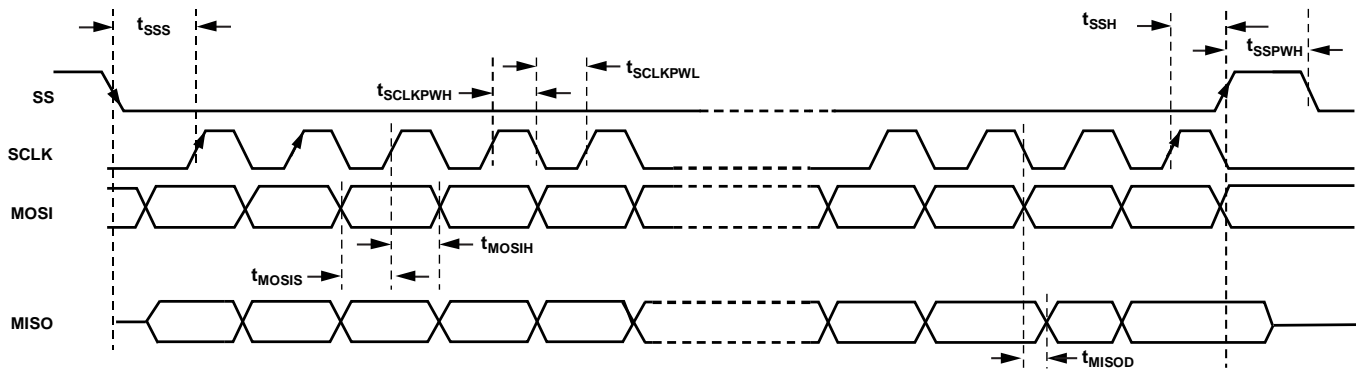 tSSS
tSSH
tSSPWH
tSCLKPWL
tSCLKPWH
SS
SCLK
MOSI
tMOSIH
tMOSIS
MISO
tMISOD